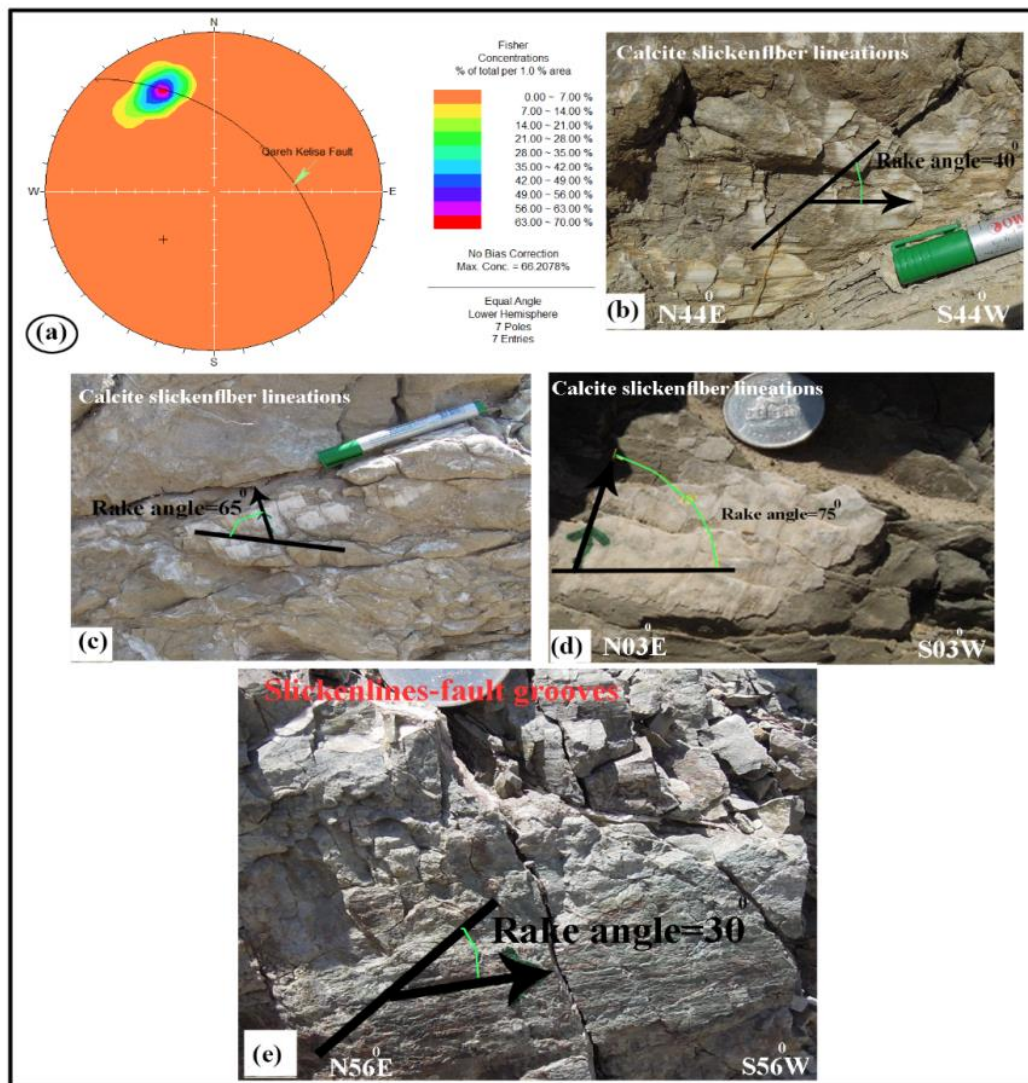 N
Qareh Kelisa Fault
W
E
S
(a)
Fisher
Concentrations
% of total per 1.0 % area
0.00 ~ 7.00 %
7.00 ~ 14.00 %
14.00 ~ 21.00 %
21.00 ~ 28.00 %
28.00 ~ 35.00 %
35.00 ~ 42.00 %
42.00 ~ 49.00 %
49.00 ~ 56.00 %
56.00 ~ 63.00 %
63.00 ~ 70.00 %
No Bias Correction
Max. Conc. = 66.2078%
Equal Angle
Lower Hemisphere
7 Poles
7 Entries
Calcite slickenfiber lineations
Rake angle=40⁰
(b)
N44⁰E
S44⁰W
Calcite slickenfiber lineations
Rake angle=65⁰
(c)
Calcite slickenfiber lineations
Rake angle=75⁰
(d)
N03⁰E
S03⁰W
Slickenlines-fault grooves
Rake angle=30⁰
(e)
N56⁰E
S56⁰W